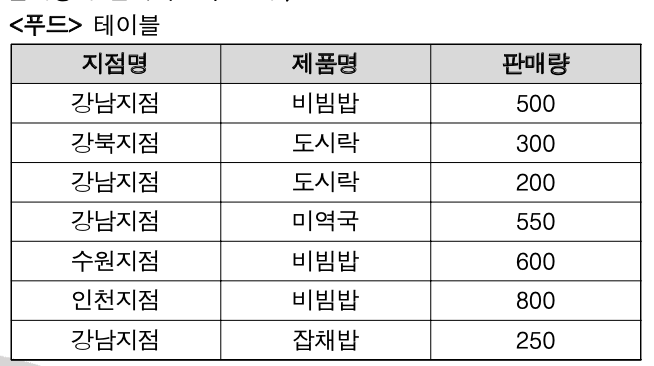 <푸드> 테이블
지점명 제품명 판매량
강남지점 비빔밥 500
강북지점 도시락 300
강남지점 도시락 200
강남지점 미역국 550
수원지점 비빔밥 600
인천지점 비빔밥 800
강남지점 잡채밥 250